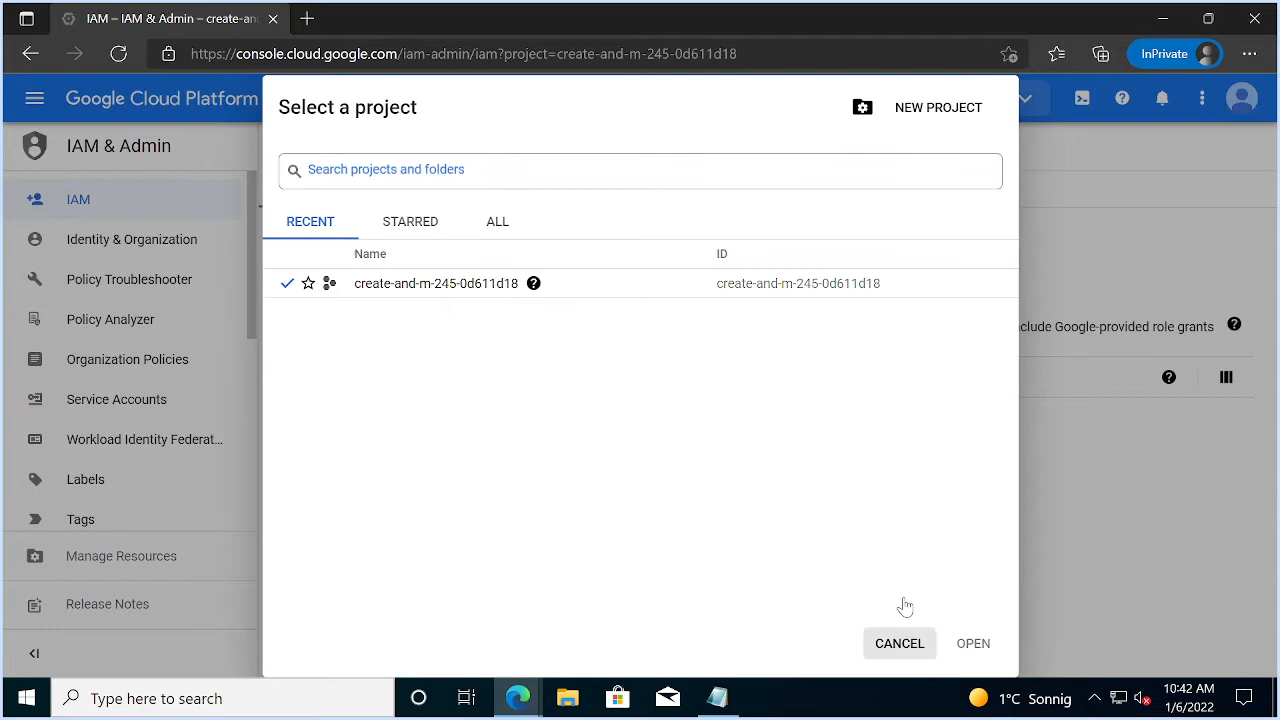 IAM – IAM & Admin – create-an
https://console.cloud.google.com/iam-admin/iam?project=create-and-m-245-0d611d18
InPrivate
Google Cloud Platform
Select a project
NEW PROJECT
IAM & Admin
Search projects and folders
IAM
RECENT STARRED ALL
Identity & Organization
Name ID
Policy Troubleshooter
create-and-m-245-0d611d18 create-and-m-245-0d611d18
Policy Analyzer
nclude Google-provided role grants
Organization Policies
Service Accounts
Workload Identity Federat...
Labels
Tags
Manage Resources
Release Notes
CANCEL OPEN
Type here to search
1°C Sonnig
10:42 AM
1/6/2022